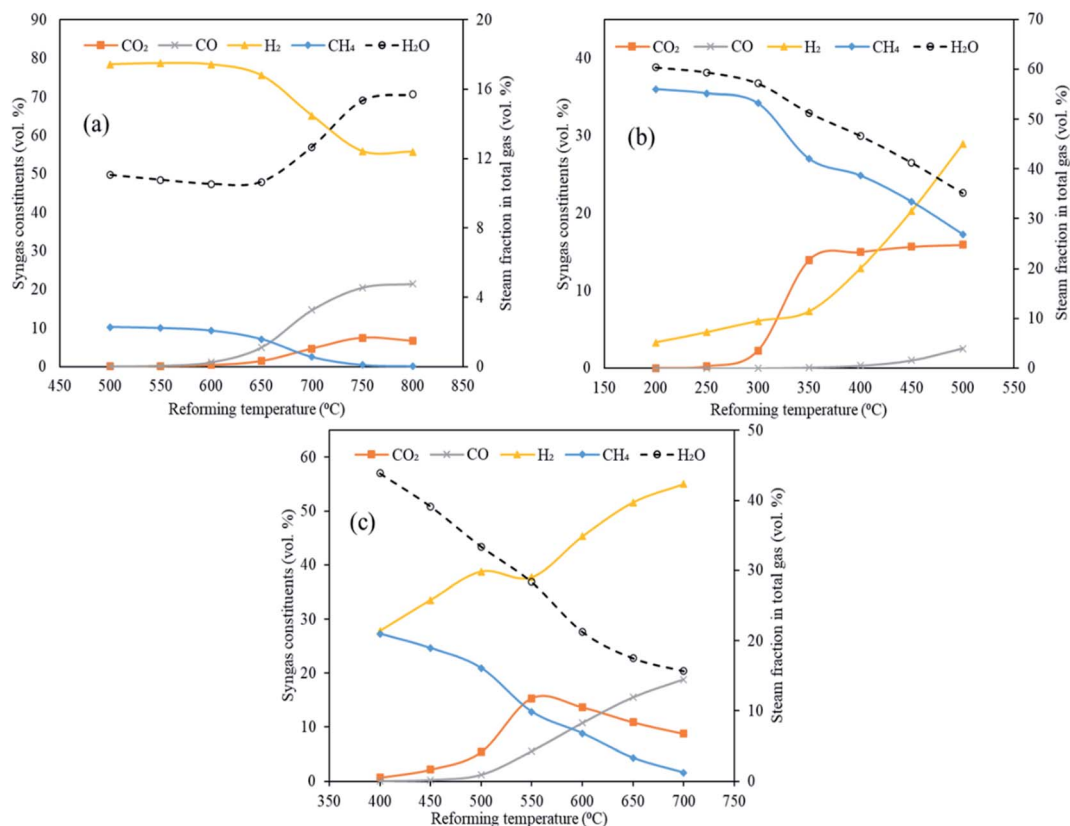 CO₂ CO H₂ CH₄ H₂O
(a)
Syngas constituents (vol. %)
90
80
70
60
50
40
30
20
10
0
Steam fraction in total gas (vol. %)
20
16
12
8
4
0
450 500 550 600 650 700 750 800 850
Reforming temperature (⁰C)
CO₂ CO H₂ CH₄ H₂O
(b)
Syngas constituents (vol. %)
40
30
20
10
0
Steam fraction in total gas (vol. %)
70
60
50
40
30
20
10
0
150 200 250 300 350 400 450 500 550
Reforming temperature (⁰C)
CO₂ CO H₂ CH₄ H₂O
(c)
Syngas constituents (vol. %)
60
50
40
30
20
10
0
Steam fraction in total gas (vol. %)
50
40
30
20
10
0
350 400 450 500 550 600 650 700 750
Reforming temperature (⁰C)